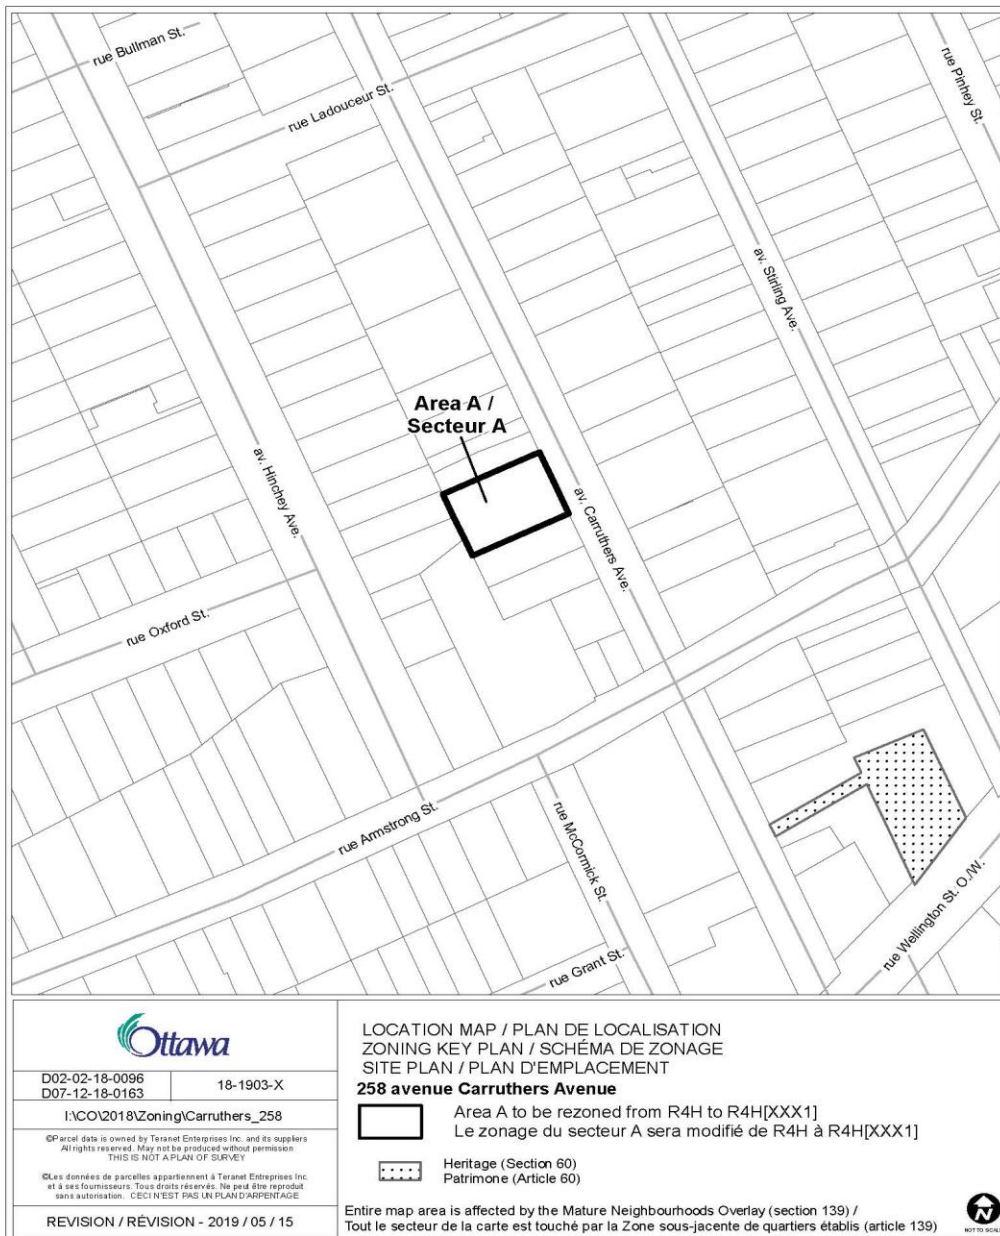 rue Bullman St.
rue Ladouceur St.
rue Pinhey St.
av. Stirling Ave.
Area A /
Secteur A
av. Hinchey Ave.
av. Carruthers Ave.
rue Oxford St.
rue Armstrong St.
rue McCormick St.
rue Wellington St. O./W.
rue Grant St.
Ottawa
D02-02-18-0096
D07-12-18-0163
18-1903-X
I:\CO\2018\Zoning\Carruthers_258
©Parcel data is owned by Teranet Enterprises Inc. and its suppliers
All rights reserved. May not be produced without permission
THIS IS NOT A PLAN OF SURVEY
©Les données de parcelles appartiennent à Teranet Enterprises Inc.
et à ses fournisseurs. Tous droits réservés. Ne peut être reproduit
sans autorisation. CECI N'EST PAS UN PLAN D'ARPENTAGE
REVISION / RÉVISION - 2019 / 05 / 15
LOCATION MAP / PLAN DE LOCALISATION
ZONING KEY PLAN / SCHÉMA DE ZONAGE
SITE PLAN / PLAN D'EMPLACEMENT
258 avenue Carruthers Avenue
Area A to be rezoned from R4H to R4H[XXX1]
Le zonage du secteur A sera modifié de R4H à R4H[XXX1]
Heritage (Section 60)
Patrimone (Article 60)
Entire map area is affected by the Mature Neighbourhoods Overlay (section 139) /
Tout le secteur de la carte est touché par la Zone sous-jacente de quartiers établis (article 139)
N
NOT TO SCALE